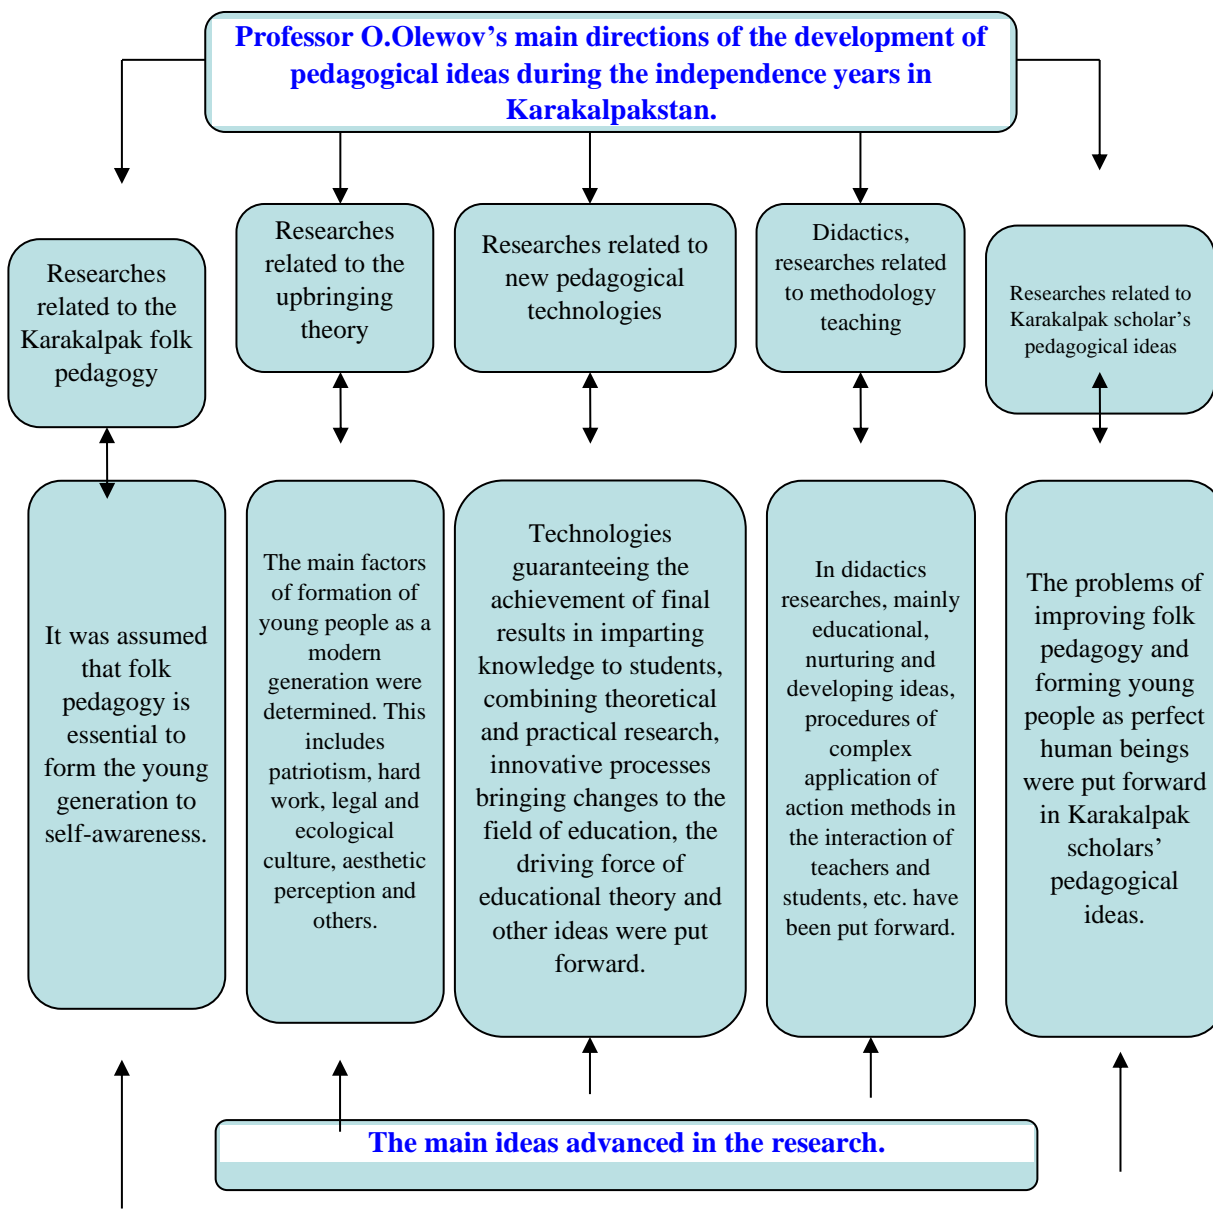 Professor O.Olewov’s main directions of the development of
pedagogical ideas during the independence years in
Karakalpakstan.
Researches
related to the
Karakalpak folk
pedagogy
Researches
related to the
upbringing
theory
Researches related to
new pedagogical
technologies
Didactics,
researches related
to methodology
teaching
Researches related to
Karakalpak scholar’s
pedagogical ideas
It was assumed
that folk
pedagogy is
essential to
form the young
generation to
self-awareness.
The main factors
of formation of
young people as a
modern
generation were
determined. This
includes
patriotism, hard
work, legal and
ecological
culture, aesthetic
perception and
others.
Technologies
guaranteeing the
achievement of final
results in imparting
knowledge to students,
combining theoretical
and practical research,
innovative processes
bringing changes to the
field of education, the
driving force of
educational theory and
other ideas were put
forward.
In didactics
researches, mainly
educational,
nurturing and
developing ideas,
procedures of
complex
application of
action methods in
the interaction of
teachers and
students, etc. have
been put forward.
The problems of
improving folk
pedagogy and
forming young
people as perfect
human beings
were put forward
in Karakalpak
scholars’
pedagogical
ideas.
The main ideas advanced in the research.